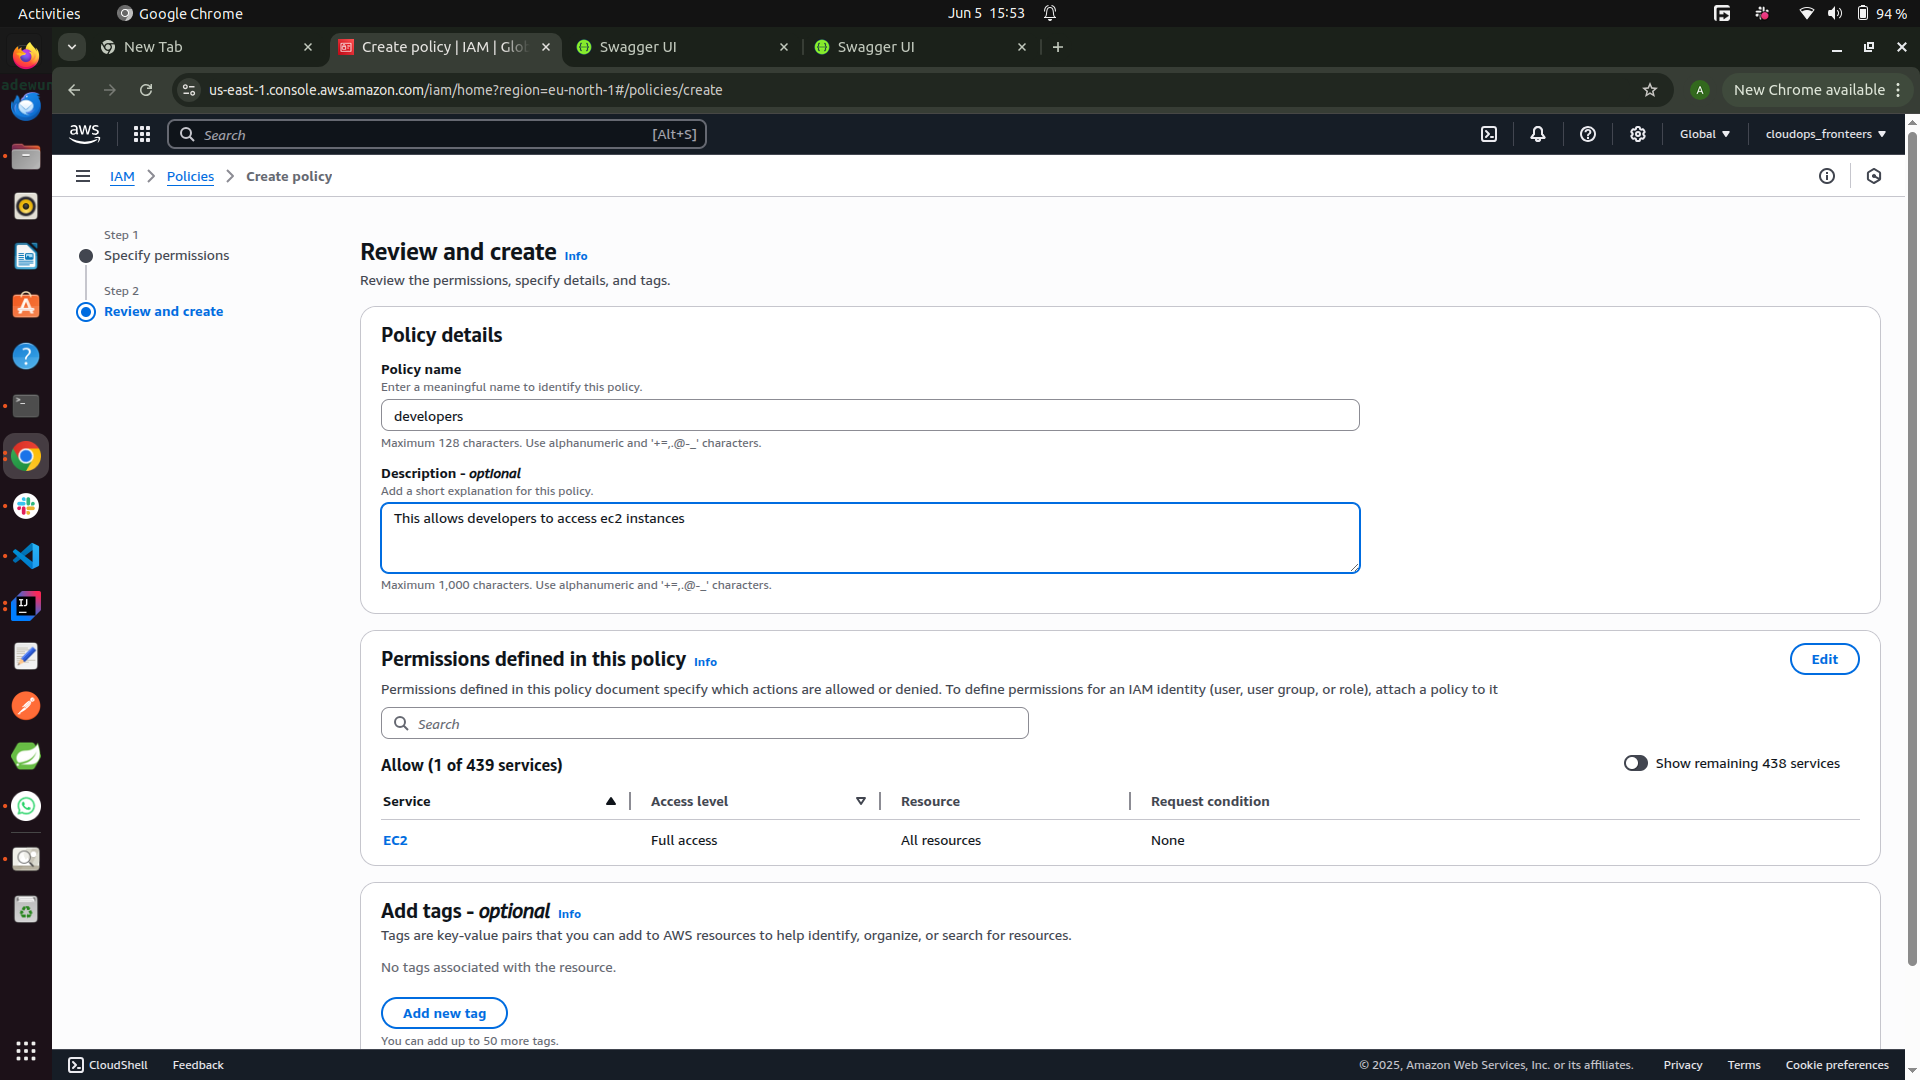 Activities
Google Chrome
Jun 5 15:53
94 %
New Tab
Create policy | IAM | Glo
Swagger UI
Swagger UI
us-east-1.console.aws.amazon.com/iam/home?region=eu-north-1#/policies/create
A
New Chrome available
aws
Search
[Alt+S]
Global
cloudops_fronteers
IAM
Policies
Create policy
Step 1
Specify permissions
Step 2
Review and create
Review and create Info
Review the permissions, specify details, and tags.
Policy details
Policy name
Enter a meaningful name to identify this policy.
developers
Maximum 128 characters. Use alphanumeric and '+=,.@-_' characters.
Description - optional
Add a short explanation for this policy.
This allows developers to access ec2 instances
Maximum 1,000 characters. Use alphanumeric and '+=,.@-_' characters.
Permissions defined in this policy Info
Edit
Permissions defined in this policy document specify which actions are allowed or denied. To define permissions for an IAM identity (user, user group, or role), attach a policy to it
Search
Allow (1 of 439 services)
Show remaining 438 services
Service
Access level
Resource
Request condition
EC2
Full access
All resources
None
Add tags - optional Info
Tags are key-value pairs that you can add to AWS resources to help identify, organize, or search for resources.
No tags associated with the resource.
Add new tag
You can add up to 50 more tags.
CloudShell
Feedback
© 2025, Amazon Web Services, Inc. or its affiliates.
Privacy
Terms
Cookie preferences